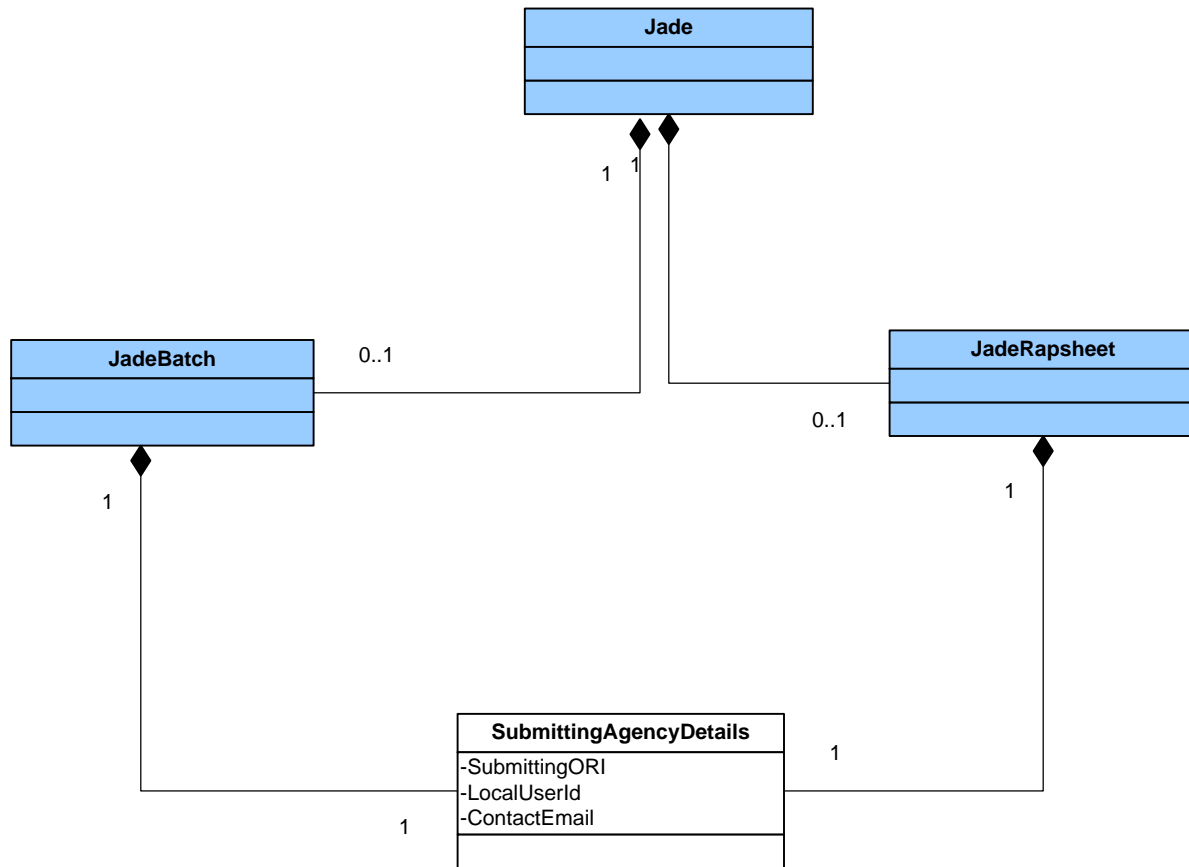 Jade
1
1
JadeBatch
0..1
JadeRapsheet
0..1
1
1
SubmittingAgencyDetails
-SubmittingORI
-LocalUserId
-ContactEmail
1
1